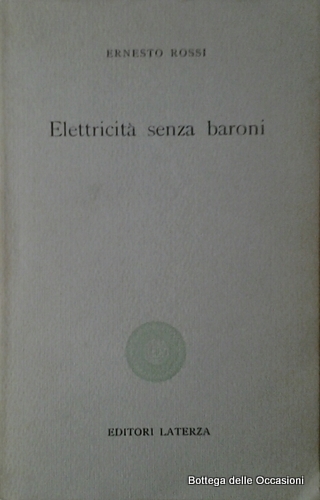 ERNESTO ROSSI
Elettricità senza baroni
EDITORI LATERZA
Bottega delle Occasioni